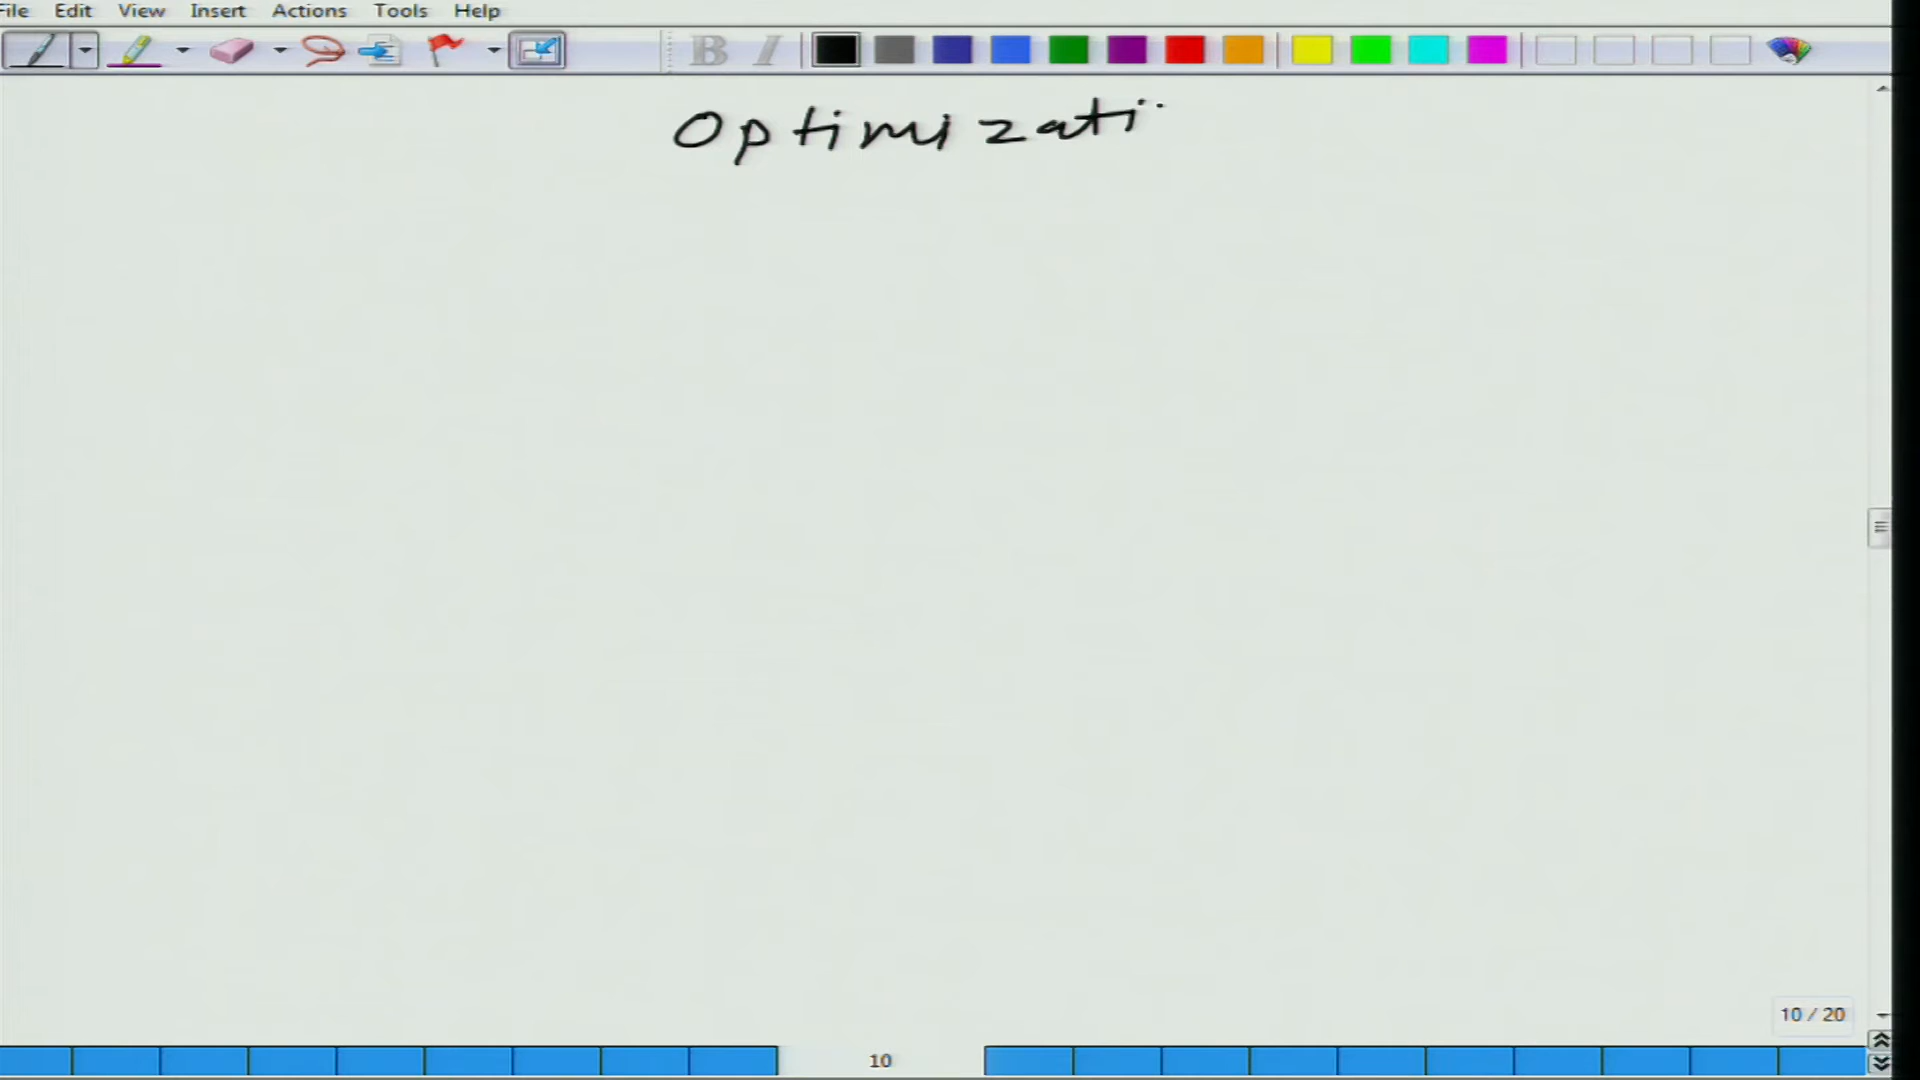 File Edit View Insert Actions Tools Help
B I
Optimizati
10 / 20
10